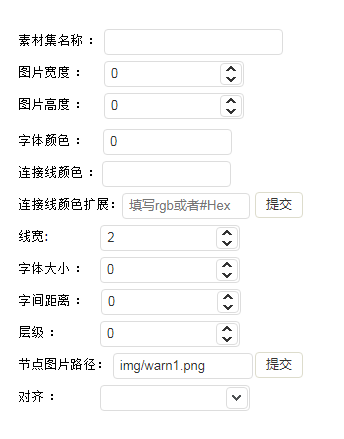 素材集名称：
图片宽度： 0
图片高度： 0
字体颜色： 0
连接线颜色：
连接线颜色扩展: 填写rgb或者#Hex 提交
线宽: 2
字体大小： 0
字间距离： 0
层级： 0
节点图片路径： img/warn1.png 提交
对齐：